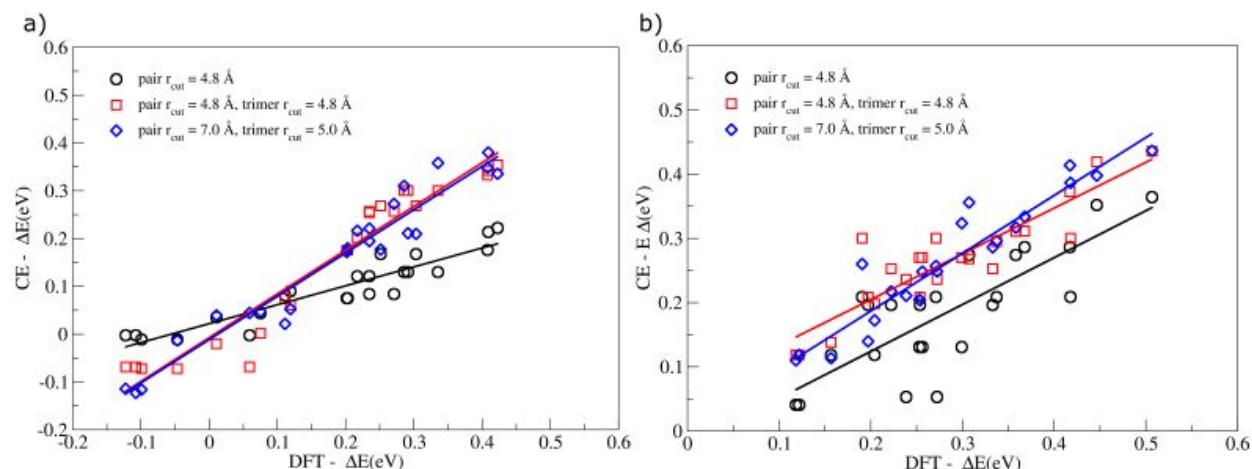 a)
0.6
0.5
0.4
0.3
0.2
0.1
0
-0.1
-0.2
CE - ΔE(eV)
pair r_cut = 4.8 Å
pair r_cut = 4.8 Å, trimer r_cut = 4.8 Å
pair r_cut = 7.0 Å, trimer r_cut = 5.0 Å
-0.2 -0.1 0 0.1 0.2 0.3 0.4 0.5 0.6
DFT - ΔE(eV)
b)
0.6
0.5
0.4
0.3
0.2
0.1
0
CE - E Δ(eV)
pair r_cut = 4.8 Å
pair r_cut = 4.8 Å, trimer r_cut = 4.8 Å
pair r_cut = 7.0 Å, trimer r_cut = 5.0 Å
0 0.1 0.2 0.3 0.4 0.5 0.6
DFT - ΔE(eV)